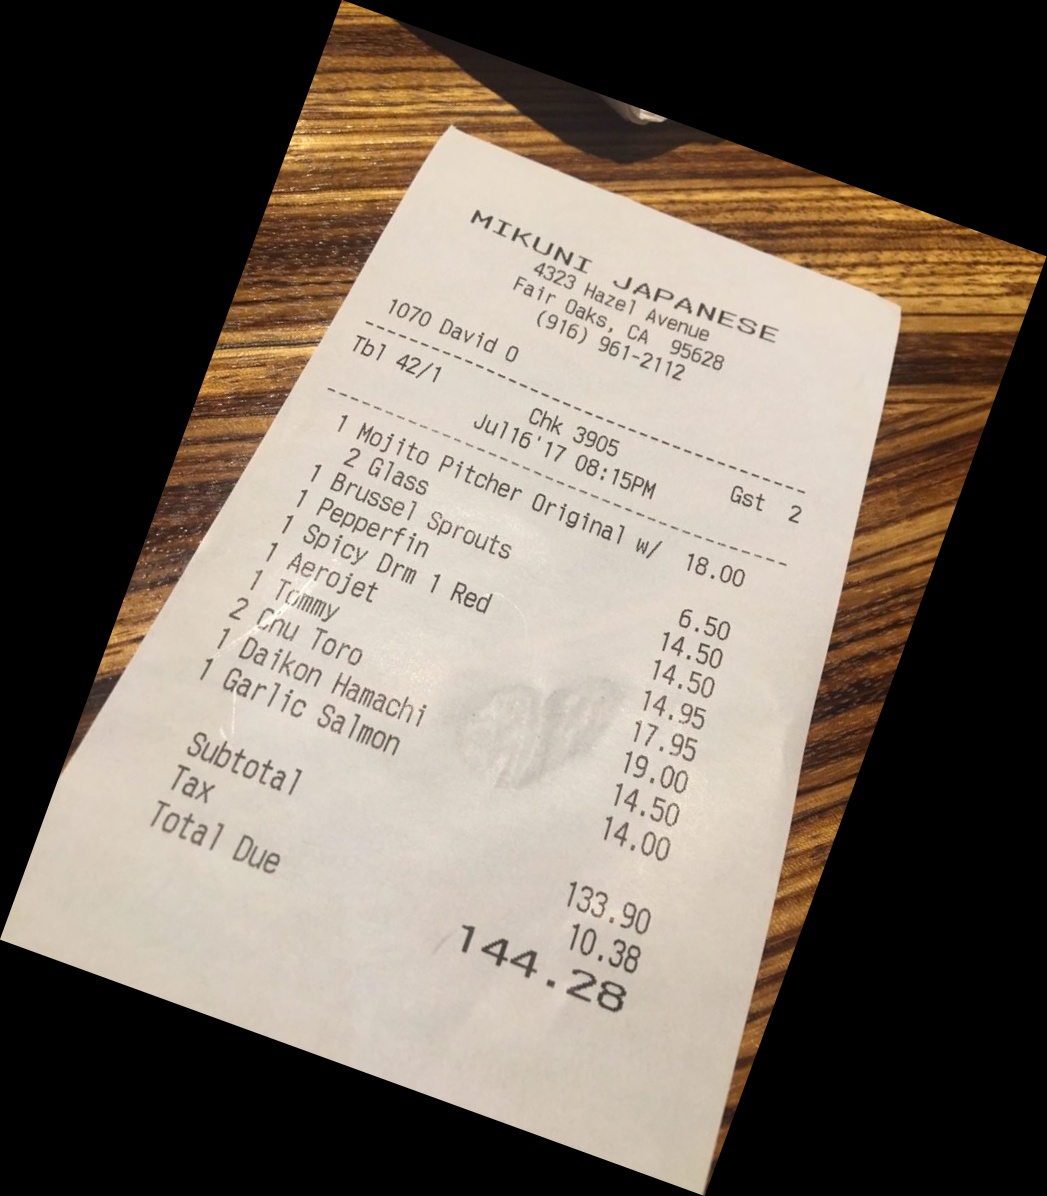 MIKUNI JAPANESE
4323 Hazel Avenue
Fair Oaks, CA 95628
(916) 961-2112
1070 David O
Tbl 42/1 Chk 3905 Gst 2
Jul16'17 08:15PM
1 Mojito Pitcher Original w/ 18.00
2 Glass
1 Brussel Sprouts 6.50
1 Pepperfin 14.50
1 Spicy Drm 1 Red 14.50
1 Aerojet 14.95
1 Tommy 17.95
2 Chu Toro 19.00
1 Daikon Hamachi 14.50
1 Garlic Salmon 14.00
Subtotal 133.90
Tax 10.38
Total Due 144.28